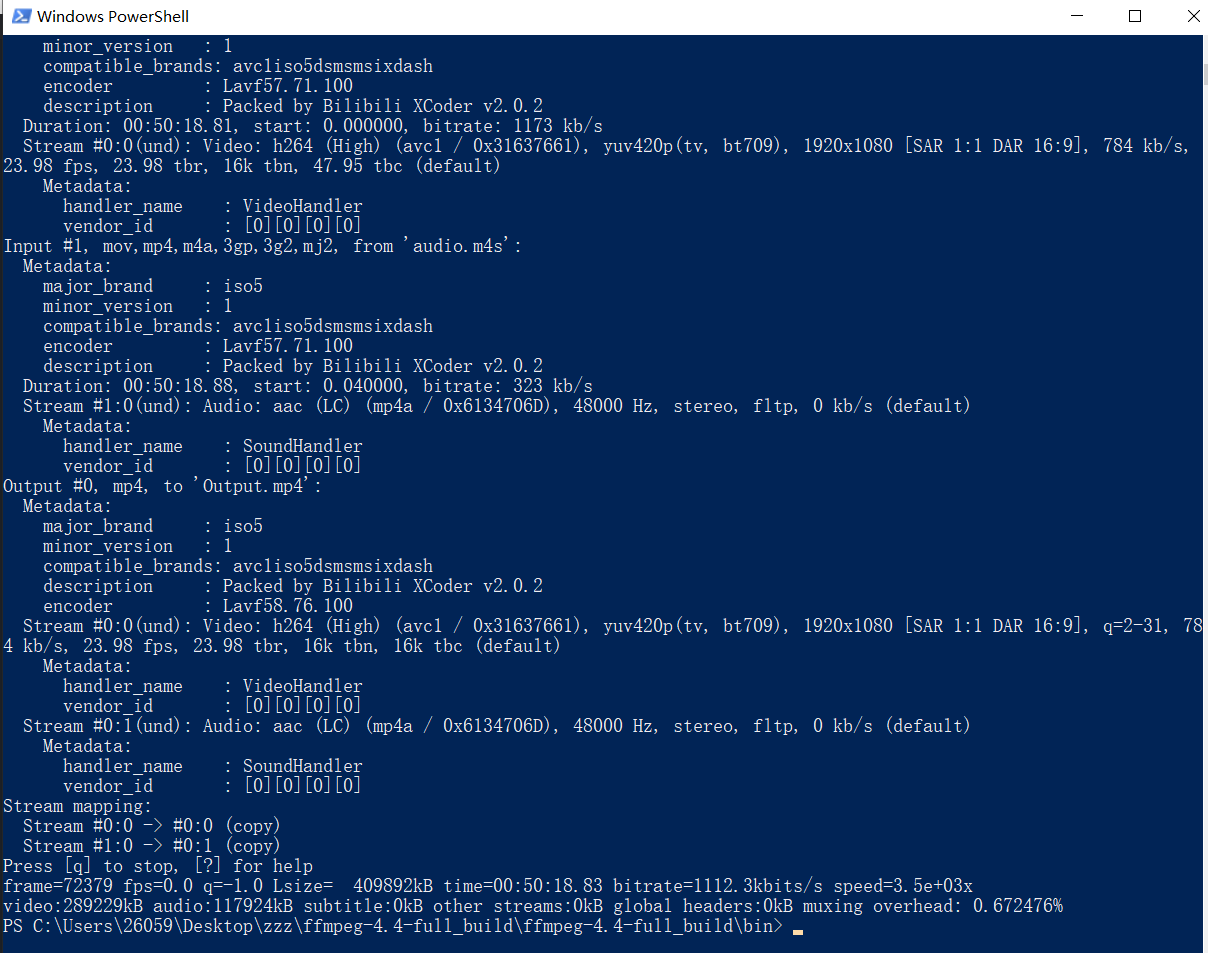 Windows PowerShell
minor_version : 1
compatible_brands: avc1iso5dsmsmsixdash
encoder : Lavf57.71.100
description : Packed by Bilibili XCoder v2.0.2
Duration: 00:50:18.81, start: 0.000000, bitrate: 1173 kb/s
Stream #0:0(und): Video: h264 (High) (avc1 / 0x31637661), yuv420p(tv, bt709), 1920x1080 [SAR 1:1 DAR 16:9], 784 kb/s,
23.98 fps, 23.98 tbr, 16k tbn, 47.95 tbc (default)
Metadata:
handler_name : VideoHandler
vendor_id : [0][0][0][0]
Input #1, mov,mp4,m4a,3gp,3g2,mj2, from 'audio.m4s':
Metadata:
major_brand : iso5
minor_version : 1
compatible_brands: avc1iso5dsmsmsixdash
encoder : Lavf57.71.100
description : Packed by Bilibili XCoder v2.0.2
Duration: 00:50:18.88, start: 0.040000, bitrate: 323 kb/s
Stream #1:0(und): Audio: aac (LC) (mp4a / 0x6134706D), 48000 Hz, stereo, fltp, 0 kb/s (default)
Metadata:
handler_name : SoundHandler
vendor_id : [0][0][0][0]
Output #0, mp4, to 'Output.mp4':
Metadata:
major_brand : iso5
minor_version : 1
compatible_brands: avc1iso5dsmsmsixdash
description : Packed by Bilibili XCoder v2.0.2
encoder : Lavf58.76.100
Stream #0:0(und): Video: h264 (High) (avc1 / 0x31637661), yuv420p(tv, bt709), 1920x1080 [SAR 1:1 DAR 16:9], q=2-31, 78
4 kb/s, 23.98 fps, 23.98 tbr, 16k tbn, 16k tbc (default)
Metadata:
handler_name : VideoHandler
vendor_id : [0][0][0][0]
Stream #0:1(und): Audio: aac (LC) (mp4a / 0x6134706D), 48000 Hz, stereo, fltp, 0 kb/s (default)
Metadata:
handler_name : SoundHandler
vendor_id : [0][0][0][0]
Stream mapping:
Stream #0:0 -> #0:0 (copy)
Stream #1:0 -> #0:1 (copy)
Press [q] to stop, [?] for help
frame=72379 fps=0.0 q=-1.0 Lsize= 409892kB time=00:50:18.83 bitrate=1112.3kbits/s speed=3.5e+03x
video:289229kB audio:117924kB subtitle:0kB other streams:0kB global headers:0kB muxing overhead: 0.672476%
PS C:\Users\26059\Desktop\zzz\ffmpeg-4.4-full_build\ffmpeg-4.4-full_build\bin>